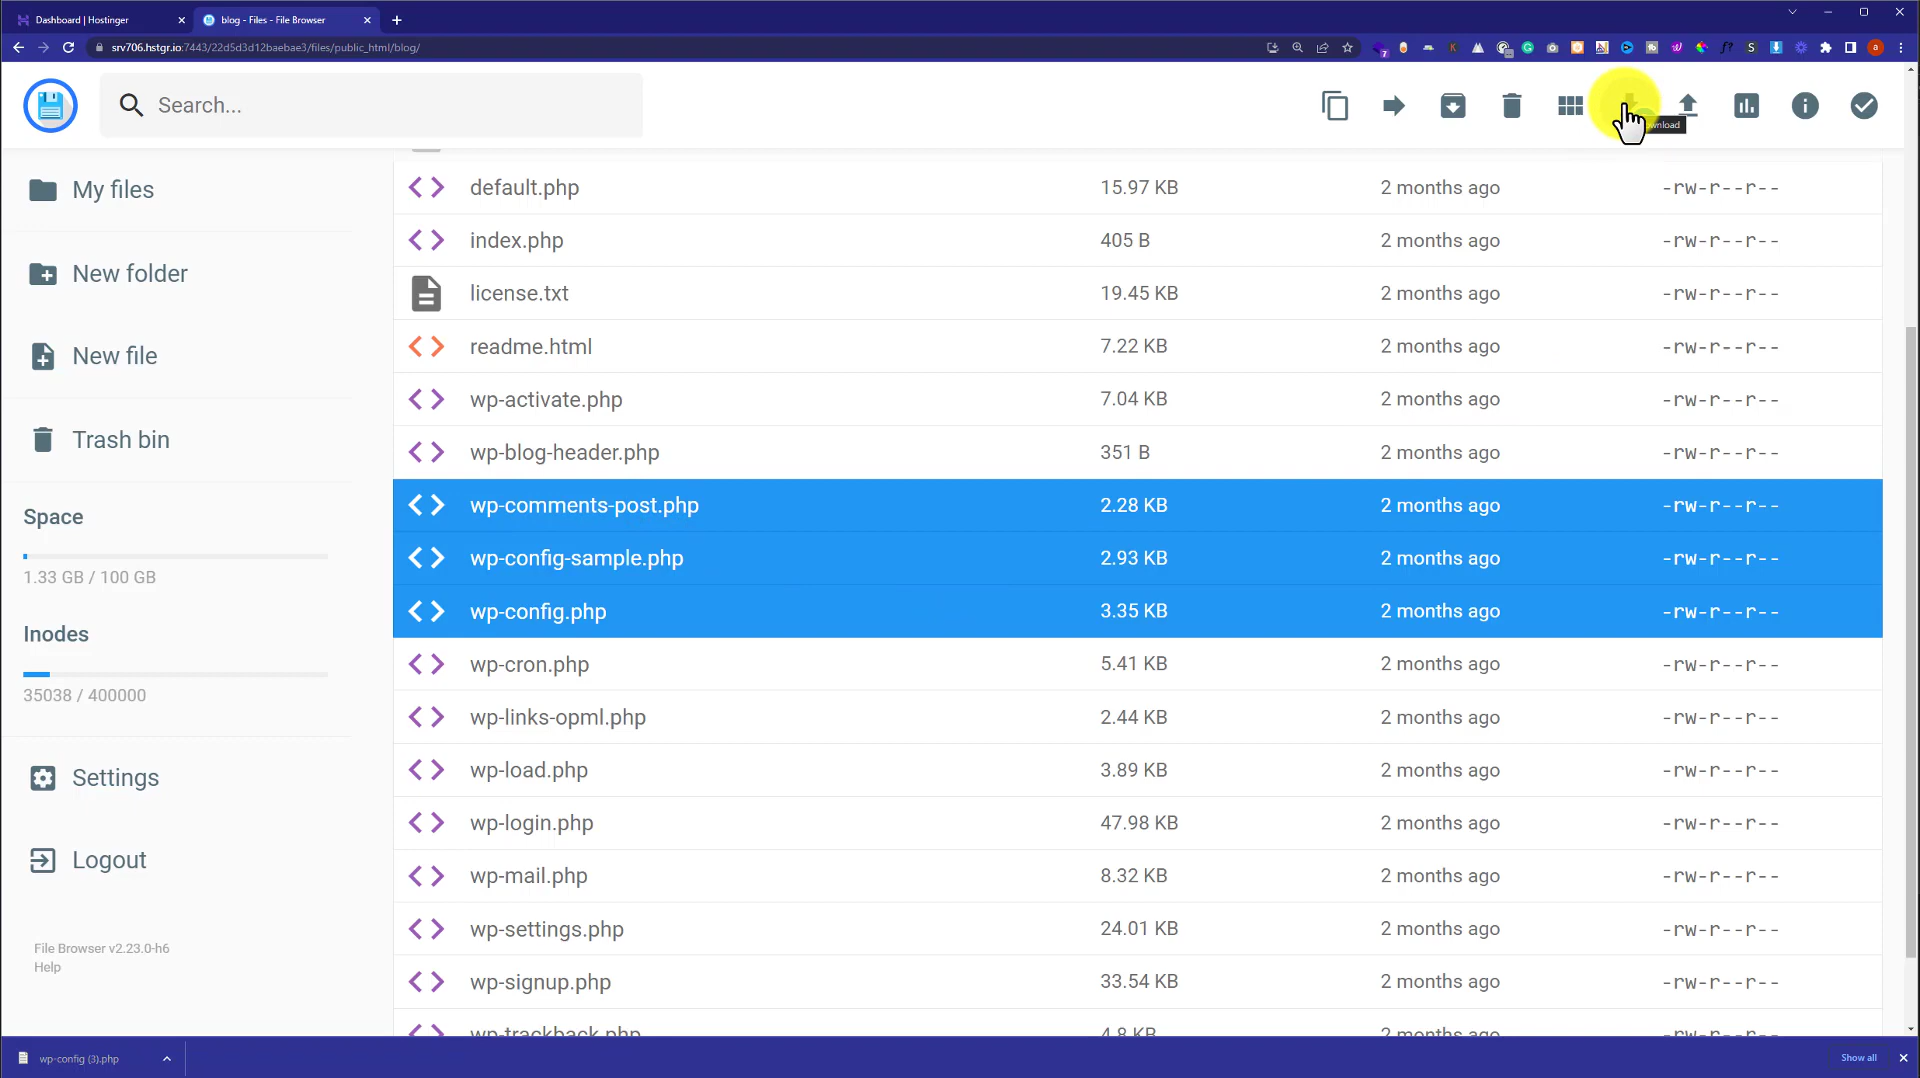 Dashboard | Hostinger
blog - Files - File Browser
srv706.hstgr.io:7443/22d5d3d12baebae3/files/public_html/blog/
Search...
My files
New folder
New file
Trash bin
Space
1.33 GB / 100 GB
Inodes
35038 / 400000
Settings
Logout
File Browser v2.23.0-h6
Help
default.php 15.97 KB 2 months ago -rw-r--r--
index.php 405 B 2 months ago -rw-r--r--
license.txt 19.45 KB 2 months ago -rw-r--r--
readme.html 7.22 KB 2 months ago -rw-r--r--
wp-activate.php 7.04 KB 2 months ago -rw-r--r--
wp-blog-header.php 351 B 2 months ago -rw-r--r--
wp-comments-post.php 2.28 KB 2 months ago -rw-r--r--
wp-config-sample.php 2.93 KB 2 months ago -rw-r--r--
wp-config.php 3.35 KB 2 months ago -rw-r--r--
wp-cron.php 5.41 KB 2 months ago -rw-r--r--
wp-links-opml.php 2.44 KB 2 months ago -rw-r--r--
wp-load.php 3.89 KB 2 months ago -rw-r--r--
wp-login.php 47.98 KB 2 months ago -rw-r--r--
wp-mail.php 8.32 KB 2 months ago -rw-r--r--
wp-settings.php 24.01 KB 2 months ago -rw-r--r--
wp-signup.php 33.54 KB 2 months ago -rw-r--r--
wp-trackback.php 4.8 KB 2 months ago -rw-r--r--
wp-config (3).php
Show all